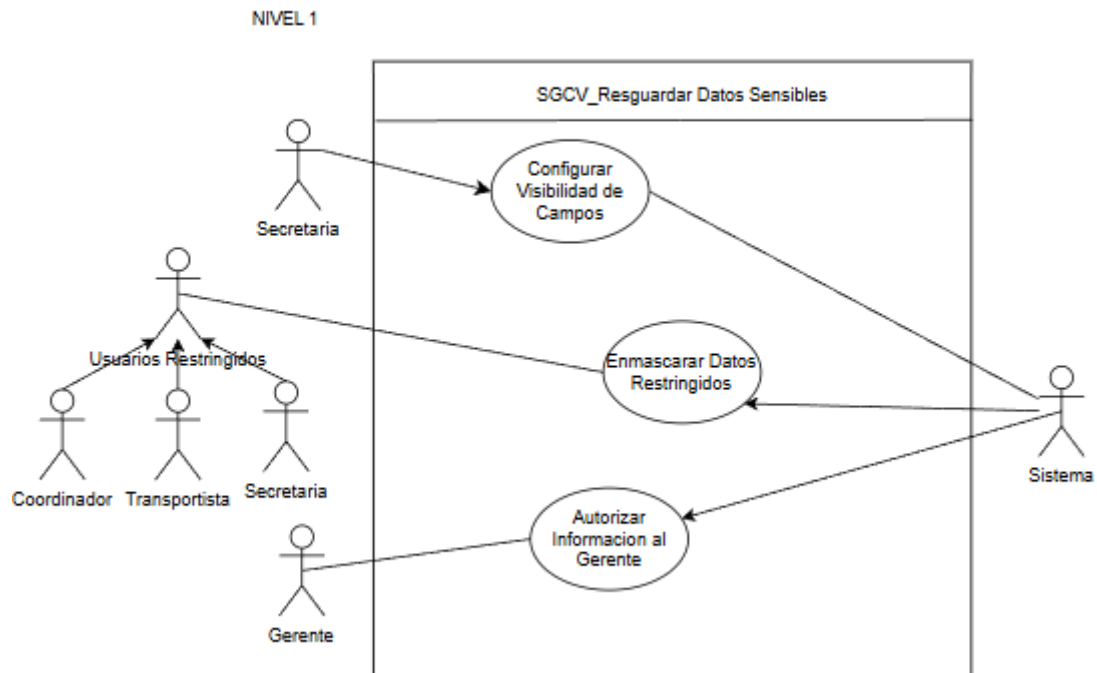 NIVEL 1
SGCV_Resguardar Datos Sensibles
Configurar
Visibilidad de
Campos
Secretaria
Usuarios Restringidos
Enmascarar Datos
Restringidos
Coordinador
Transportista
Secretaria
Sistema
Autorizar
Informacion al
Gerente
Gerente